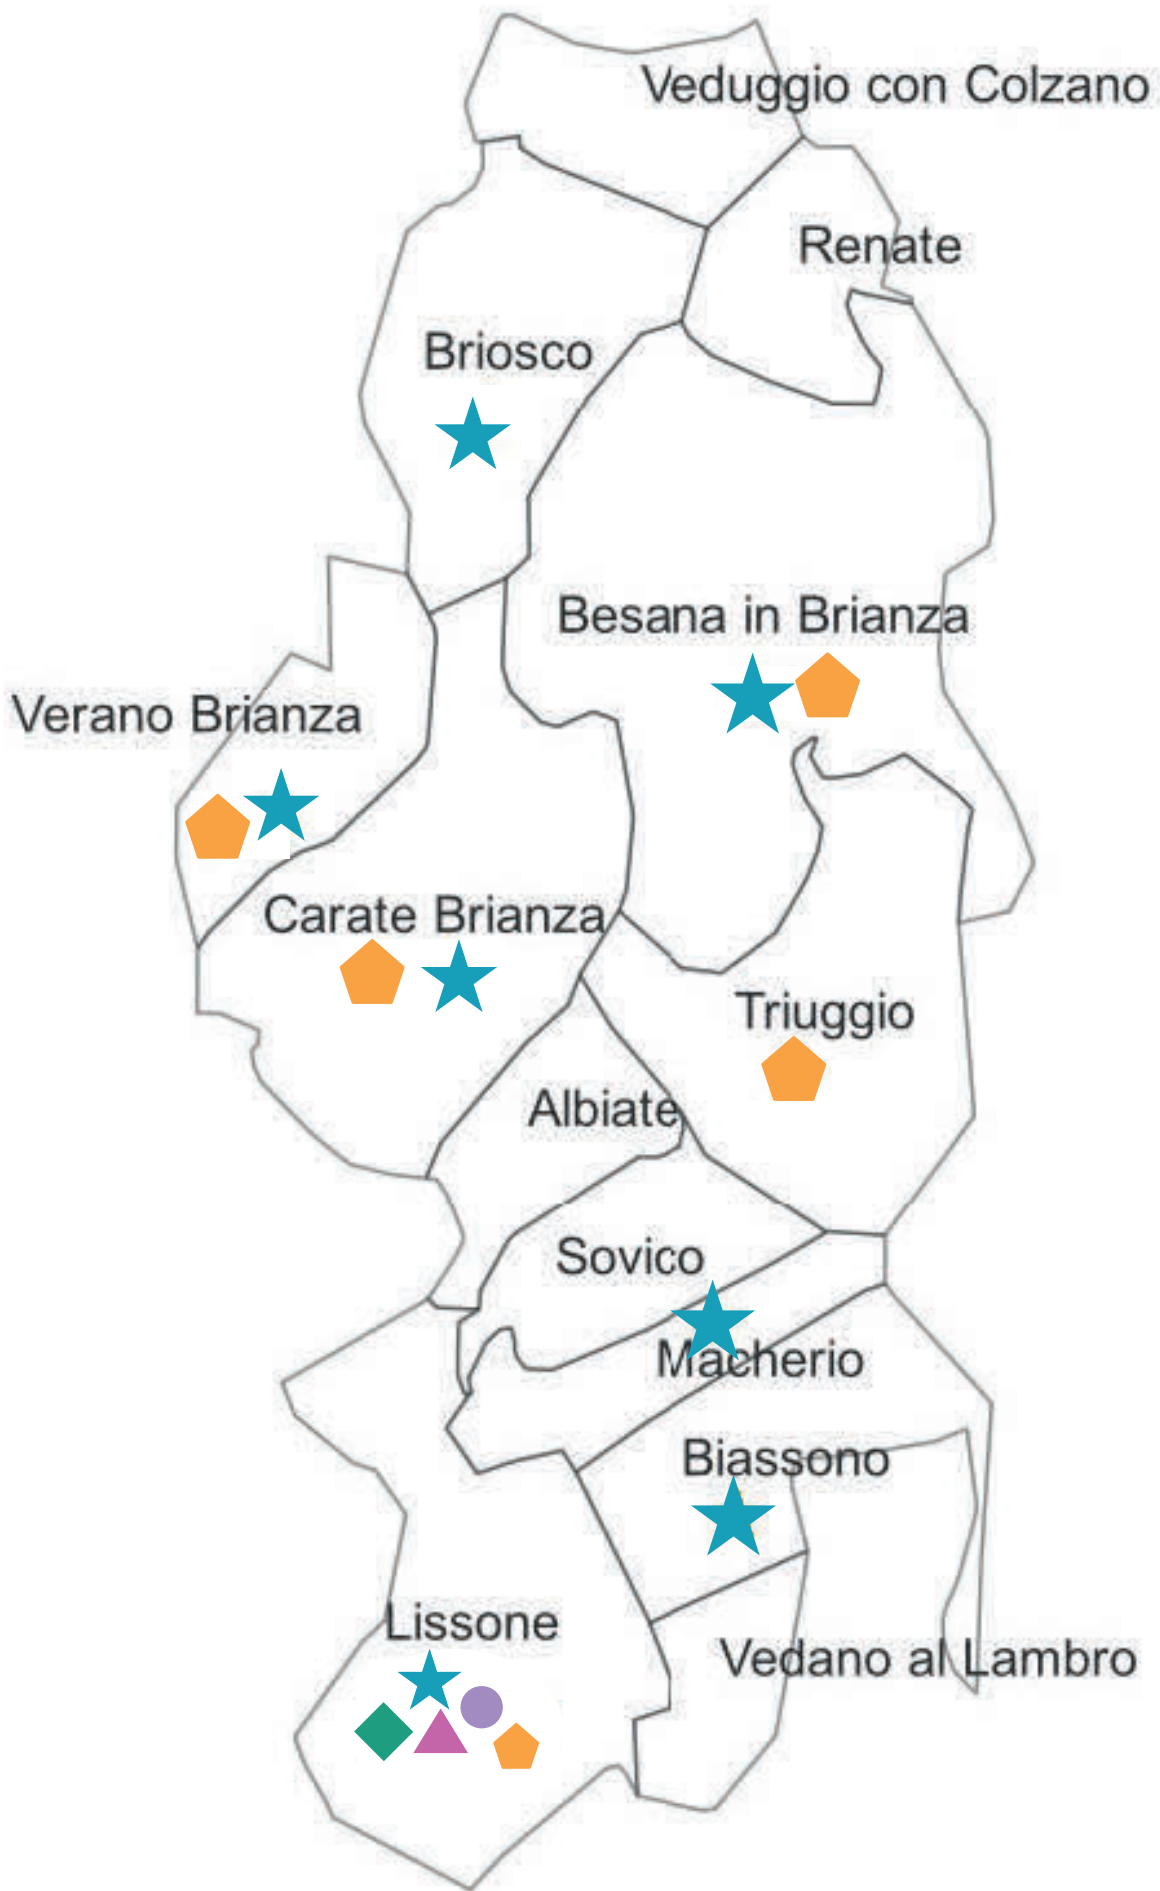 Veduggio con Colzano
Renate
Briosco
Besana in Brianza
Verano Brianza
Carate Brianza
Triuggio
Albiate
Sovico
Macherio
Biassono
Lissone
Vedano al Lambro